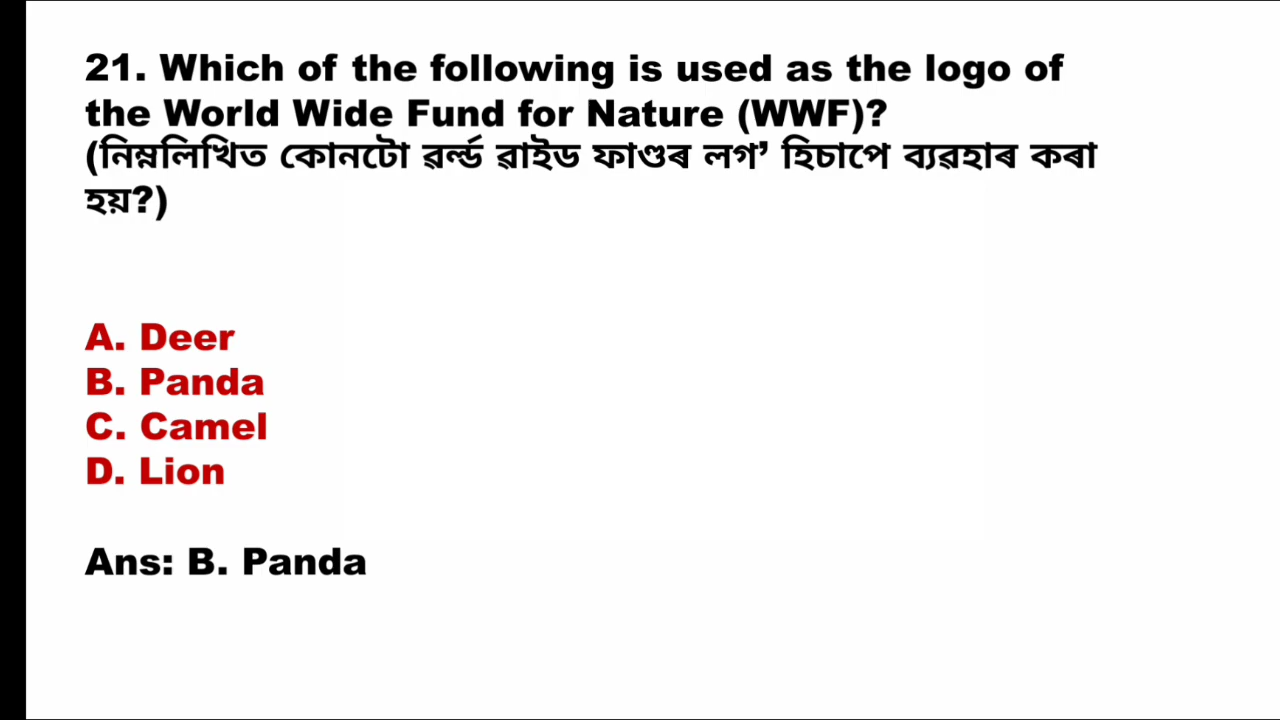 21. Which of the following is used as the logo of
the World Wide Fund for Nature (WWF)?
(নিম্নলিখিত কোনটো ৱৰ্ল্ড ৱাইড ফাণ্ডৰ লগ’ হিচাপে ব্যৱহাৰ কৰা
হয়?)
A. Deer
B. Panda
C. Camel
D. Lion
Ans: B. Panda